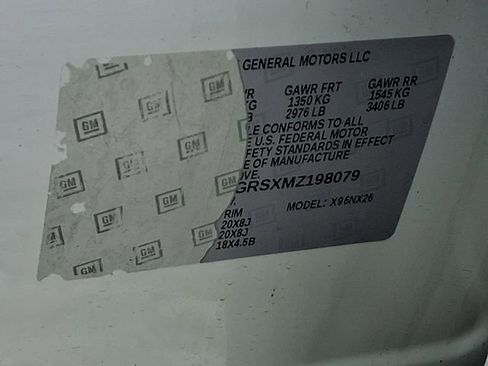 GENERAL MOTORS LLC
GAWR FRT GAWR RR
1350 KG 1545 KG
2976 LB 3406 LB
LE CONFORMS TO ALL
E U.S. FEDERAL MOTOR
FETY STANDARDS IN EFFECT
E OF MANUFACTURE
OVE.
GRSXMZ198079
MODEL: X96NX26
RIM
20X8J
20X8J
18X4.5B
GM
GM
GM
GM
GM
GM
GM
GM
GM
GM
GM
GM